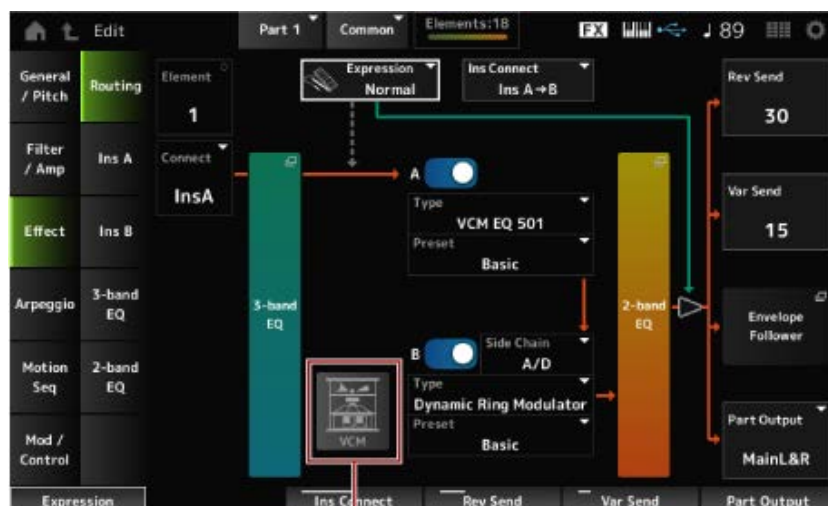 Edit
Part 1
Common
Elements:18
FX
♩ 89
General / Pitch
Routing
Element
1
Expression
Normal
Ins Connect
Ins A→B
Rev Send
30
Filter / Amp
Ins A
Connect
InsA
A
Type
VCM EQ 501
Preset
Basic
Var Send
15
Effect
Ins B
Arpeggio
3-band EQ
3-band EQ
2-band EQ
Envelope Follower
B
Side Chain
A/D
Type
Dynamic Ring Modulator
Preset
Basic
Motion Seq
2-band EQ
VCM
Mod / Control
Part Output
MainL&R
Expression
Ins Connect
Rev Send
Var Send
Part Output